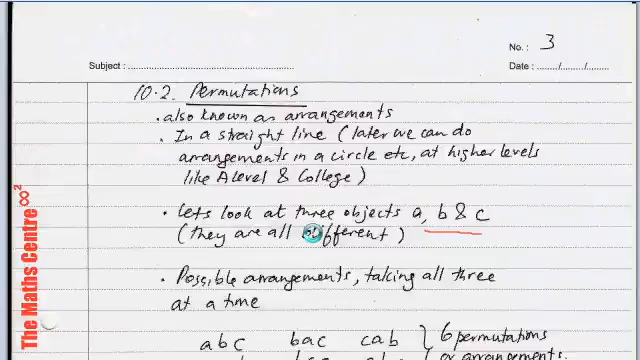 No.: 3
Subject: ........ Date: ....../....../......
10.2. Permutations
• also known as arrangements
• In a straight line (later we can do
arrangements in a circle etc, at higher levels
like A level & College)
• Lets look at three objects a, b & c
(They are all different)
• Possible arrangements, taking all three
at a time
abc bac cab } 6 permutations
or arrangements.
The Maths Centre ∞²